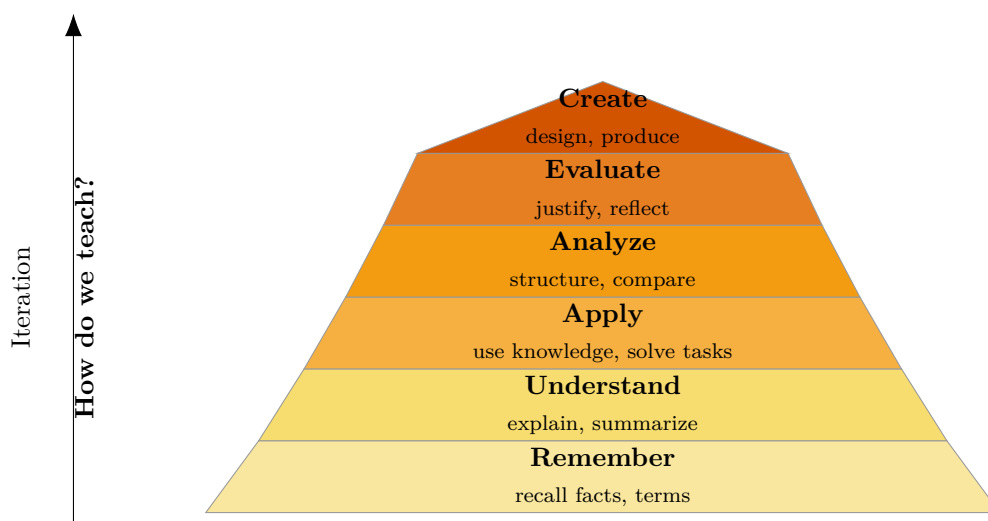 Iteration
How do we teach?
Create
design, produce
Evaluate
justify, reflect
Analyze
structure, compare
Apply
use knowledge, solve tasks
Understand
explain, summarize
Remember
recall facts, terms